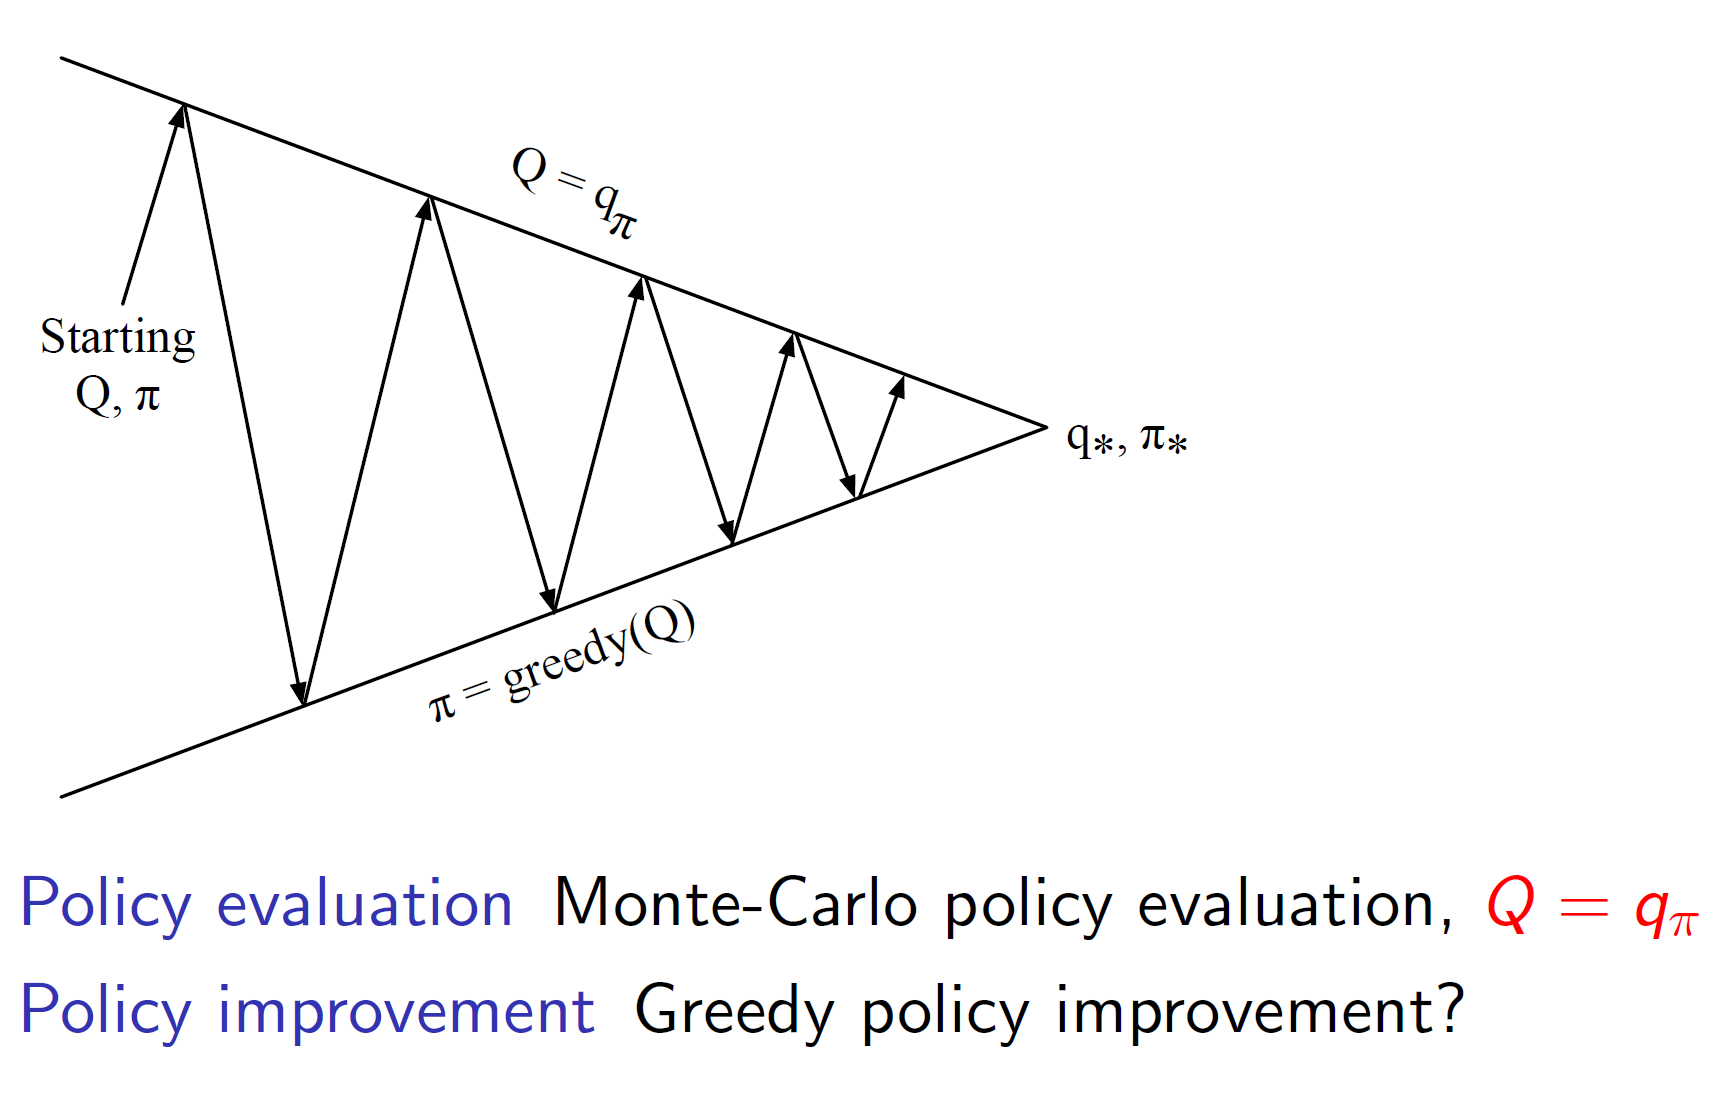 Q = qπ
Starting
Q, π
q*, π*
π = greedy(Q)
Policy evaluation Monte-Carlo policy evaluation, Q = qπ
Policy improvement Greedy policy improvement?